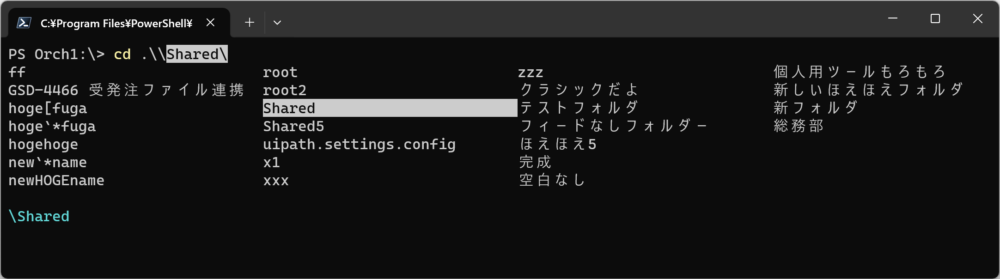 C:¥Program Files¥PowerShell¥
PS Orch1:\> cd .\\Shared\
ff root zzz 個人用ツールもろもろ
GSD-4466 受発注ファイル連携 root2 クラシックだよ 新しいほえほえフォルダ
hoge[fuga Shared テストフォルダ 新フォルダ
hoge`*fuga Shared5 フィードなしフォルダー 総務部
hogehoge uipath.settings.config ほえほえ5
new`*name x1 完成
newHOGEname xxx 空白なし
\Shared